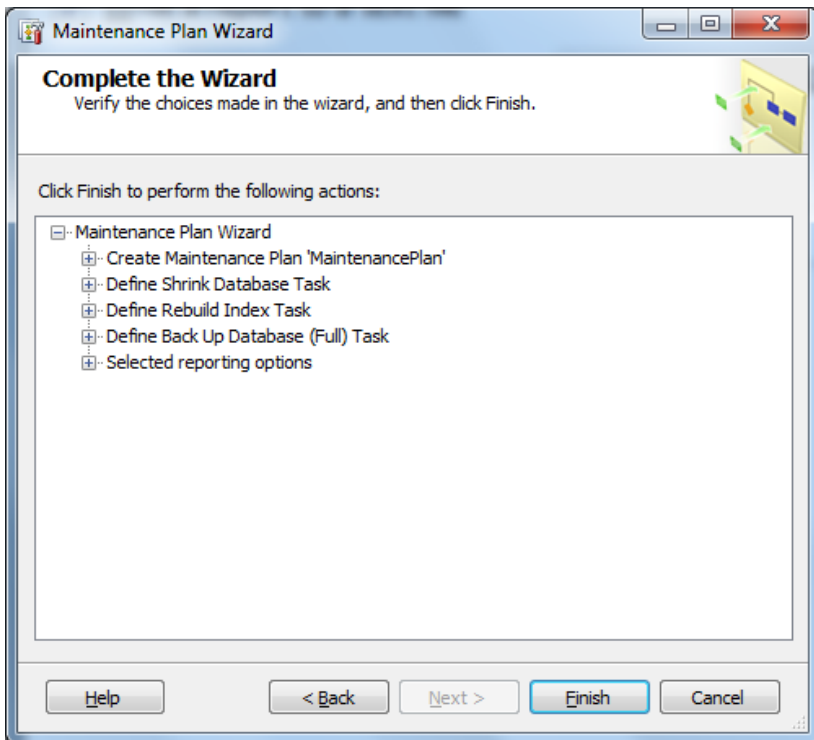 Maintenance Plan Wizard
Complete the Wizard
Verify the choices made in the wizard, and then click Finish.
Click Finish to perform the following actions:
Maintenance Plan Wizard
Create Maintenance Plan 'MaintenancePlan'
Define Shrink Database Task
Define Rebuild Index Task
Define Back Up Database (Full) Task
Selected reporting options
Help < Back Next > Finish Cancel